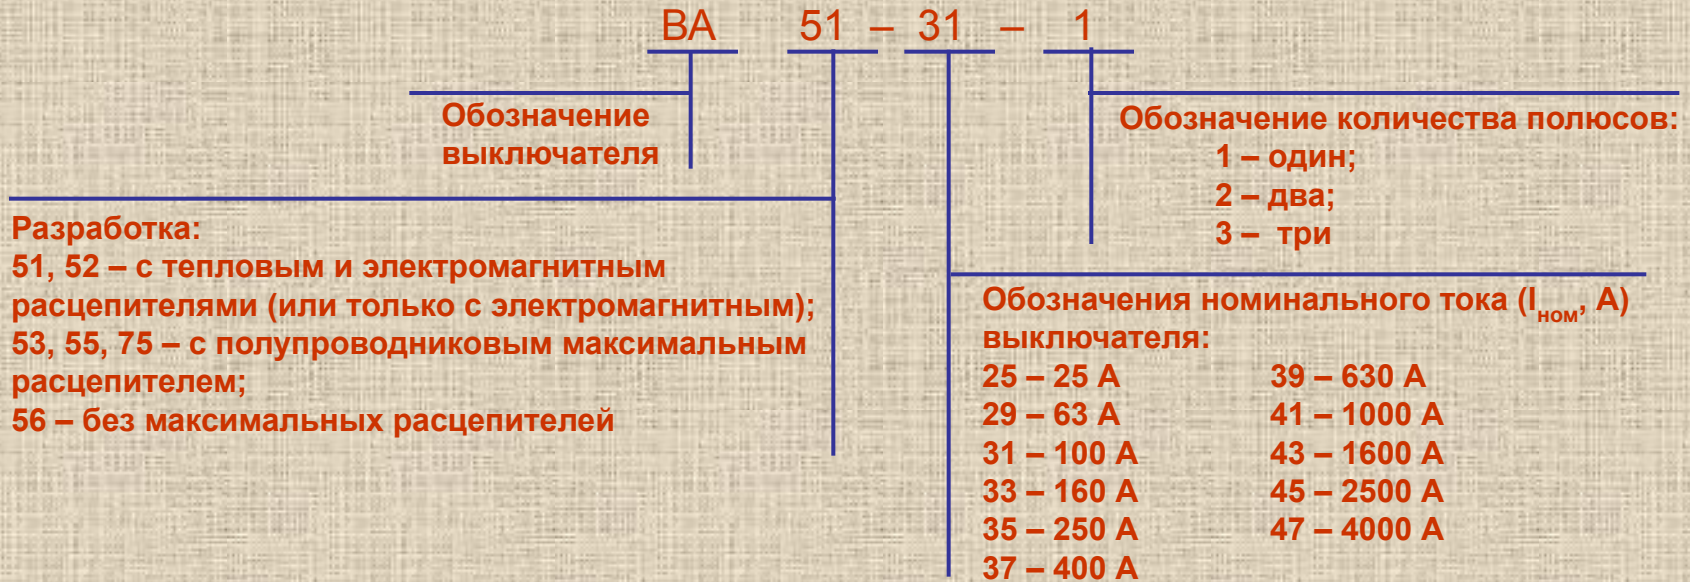 ВА 51 – 31 – 1
Обозначение
выключателя
Обозначение количества полюсов:
1 – один;
2 – два;
3 – три
Разработка:
51, 52 – с тепловым и электромагнитным
расцепителями (или только с электромагнитным);
53, 55, 75 – с полупроводниковым максимальным
расцепителем;
56 – без максимальных расцепителей
Обозначения номинального тока (Iном, А)
выключателя:
25 – 25 А 39 – 630 А
29 – 63 А 41 – 1000 А
31 – 100 А 43 – 1600 А
33 – 160 А 45 – 2500 А
35 – 250 А 47 – 4000 А
37 – 400 А